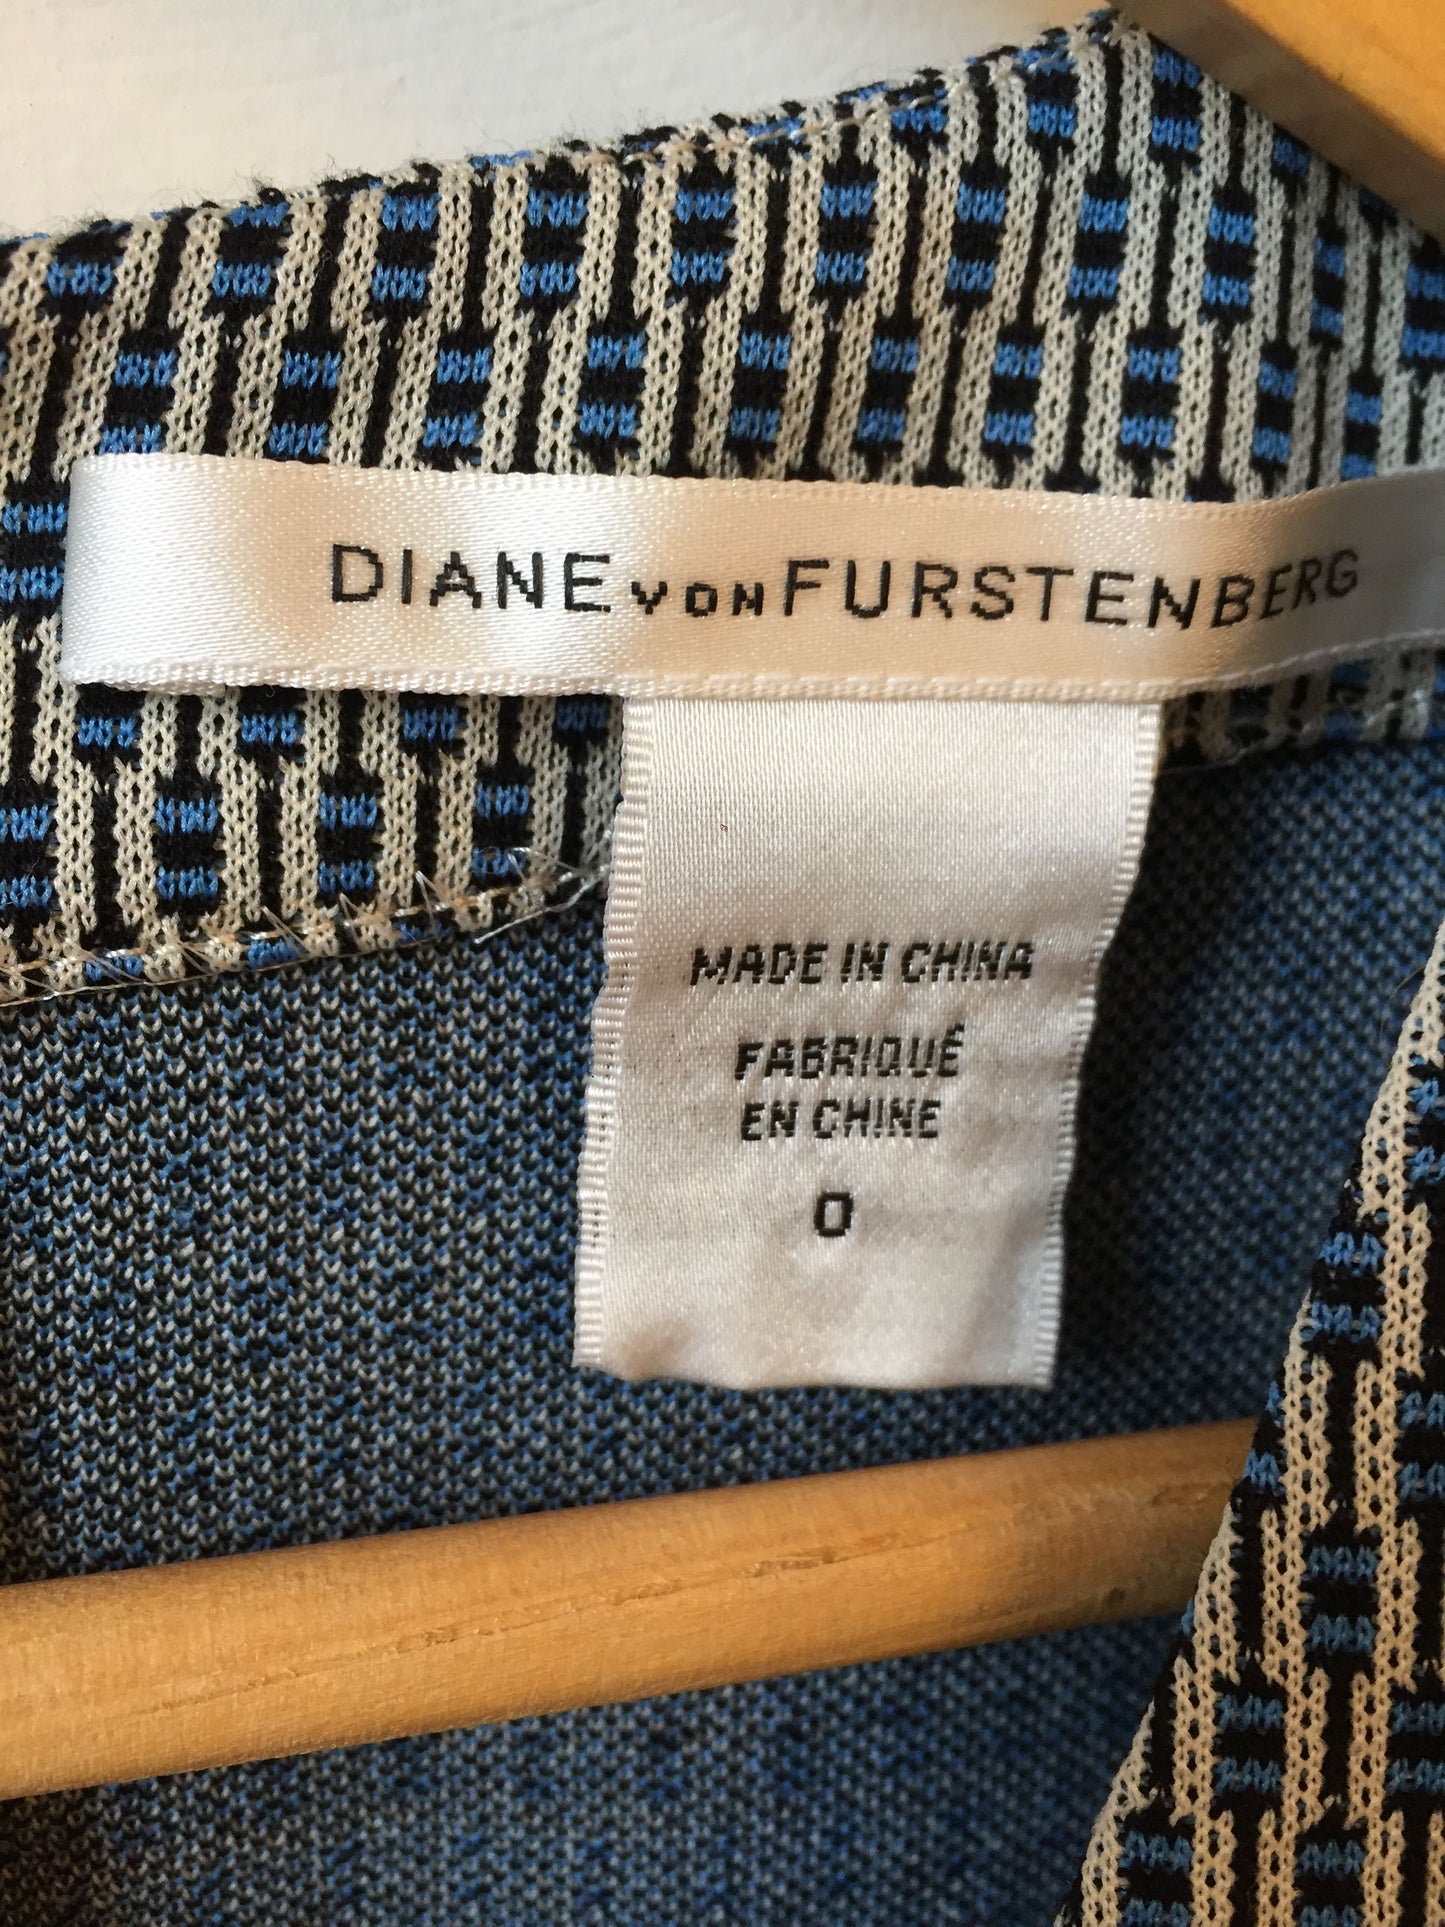 DIANE VON FURSTENBERG
MADE IN CHINA
FABRIQUÉ
EN CHINE
0